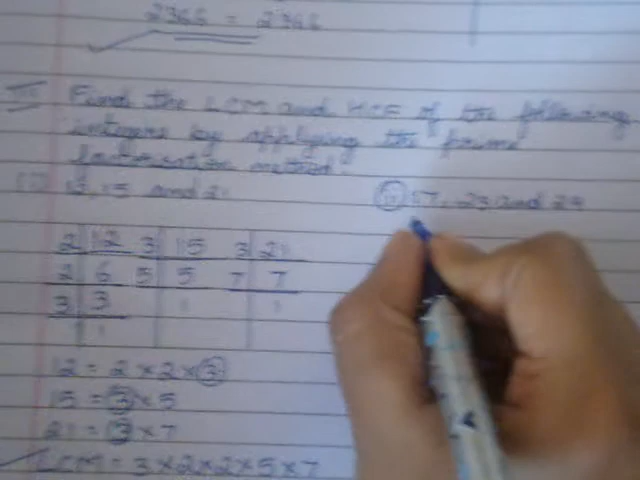 2366 = 2366
III Find the LCM and HCF of the following
integers by applying the prime
factorisation method.
(i) 12, 15 and 21
(ii) 17, 23 and 29
2 12 3 15 3 21
2 6 5 5 7 7
3 3 1 1
1
12 = 2 × 2 × 3
15 = 3 × 5
21 = 3 × 7
LCM = 3 × 2 × 2 × 5 × 7